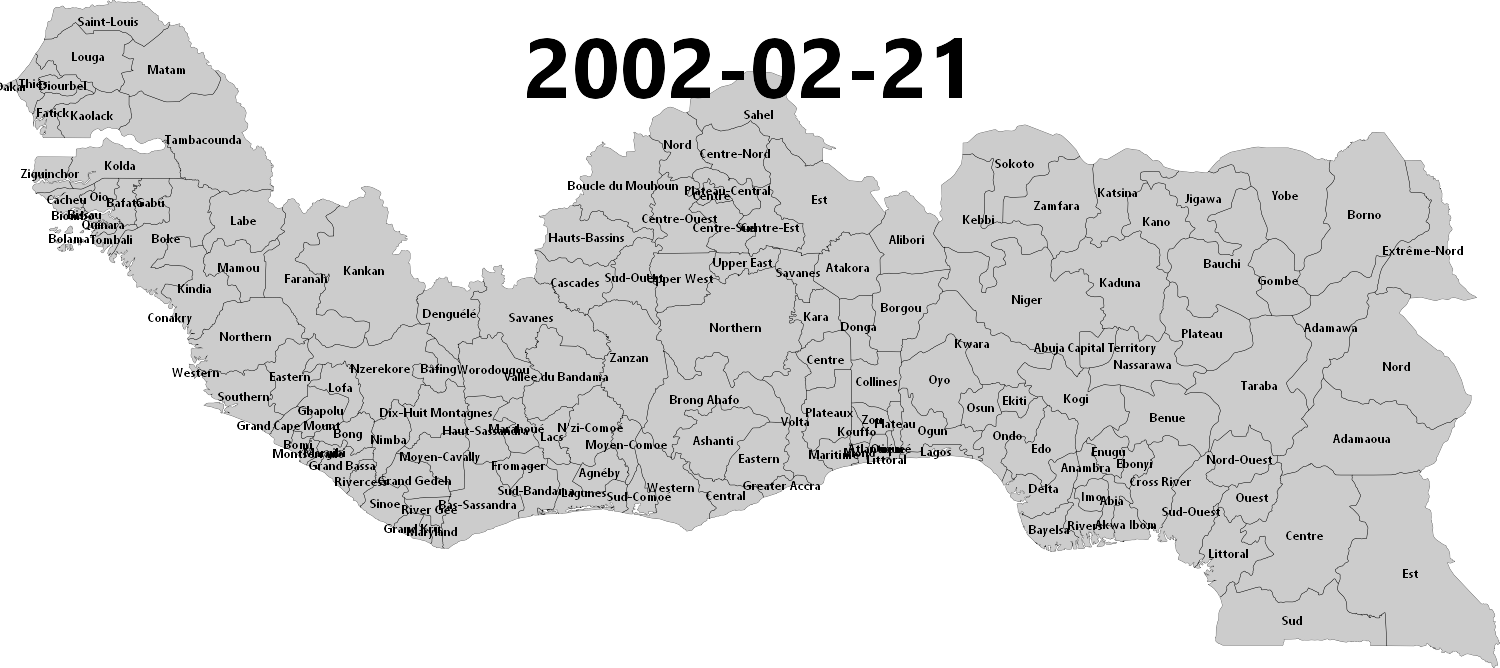 Saint-Louis
2002-02-21
Louga
Matam
Thiès
Diourbel
Dakar
Fatick
Kaolack
Sahel
Tambacounda
Nord
Centre-Nord
Kolda
Ziguinchor
Sokoto
Boucle du Mouhoun
Plateau-Central
Centre
Est
Katsina
Jigawa
Yobe
Cacheu
Oio
Bafatá
Gabú
Zamfara
Kebbi
Kano
Borno
Biombo
Bissau
Quinara
Labe
Centre-Ouest
Centre-Sud
Centre-Est
Bolama
Tombali
Boke
Hauts-Bassins
Alibori
Extrême-Nord
Mamou
Faranah
Kankan
Upper East
Savanes
Atakora
Bauchi
Kindia
Cascades
Sud-Ouest
Upper West
Kaduna
Gombe
Niger
Conakry
Denguélé
Savanes
Kara
Borgou
Northern
Northern
Donga
Adamawa
Plateau
Kwara
Abuja Capital Territory
Zanzan
Centre
Nassarawa
Western
Eastern
Nzerekore
Bafing
Worodougou
Vallée du Bandama
Nord
Lofa
Collines
Oyo
Taraba
Southern
Brong Ahafo
Ekiti
Kogi
Gbapolu
Dix-Huit Montagnes
Plateaux
Osun
Benue
Grand Cape Mount
Bong
Nimba
Haut-Sassandra
Marahoué
Lacs
N'zi-Comoe
Volta
Zou
Plateau
Kouffo
Ogun
Bomi
Margibi
Montserrado
Moyen-Comoe
Ashanti
Ondo
Edo
Adamaoua
Grand Bassa
Moyen-Cavally
Fromager
Eastern
Maritime
Mono
Atlantique
Ouémé
Littoral
Lagos
Enugu
Anambra
Ebonyi
Nord-Ouest
Rivercess
Grand Gedeh
Agnéby
Greater Accra
Delta
Cross River
Sinoe
River Gee
Bas-Sassandra
Sud-Bandama
Lagunes
Sud-Comoe
Western
Central
Imo
Abia
Ouest
Sud-Ouest
Grand Kru
Maryland
Bayelsa
Rivers
Akwa Ibom
Centre
Littoral
Est
Sud